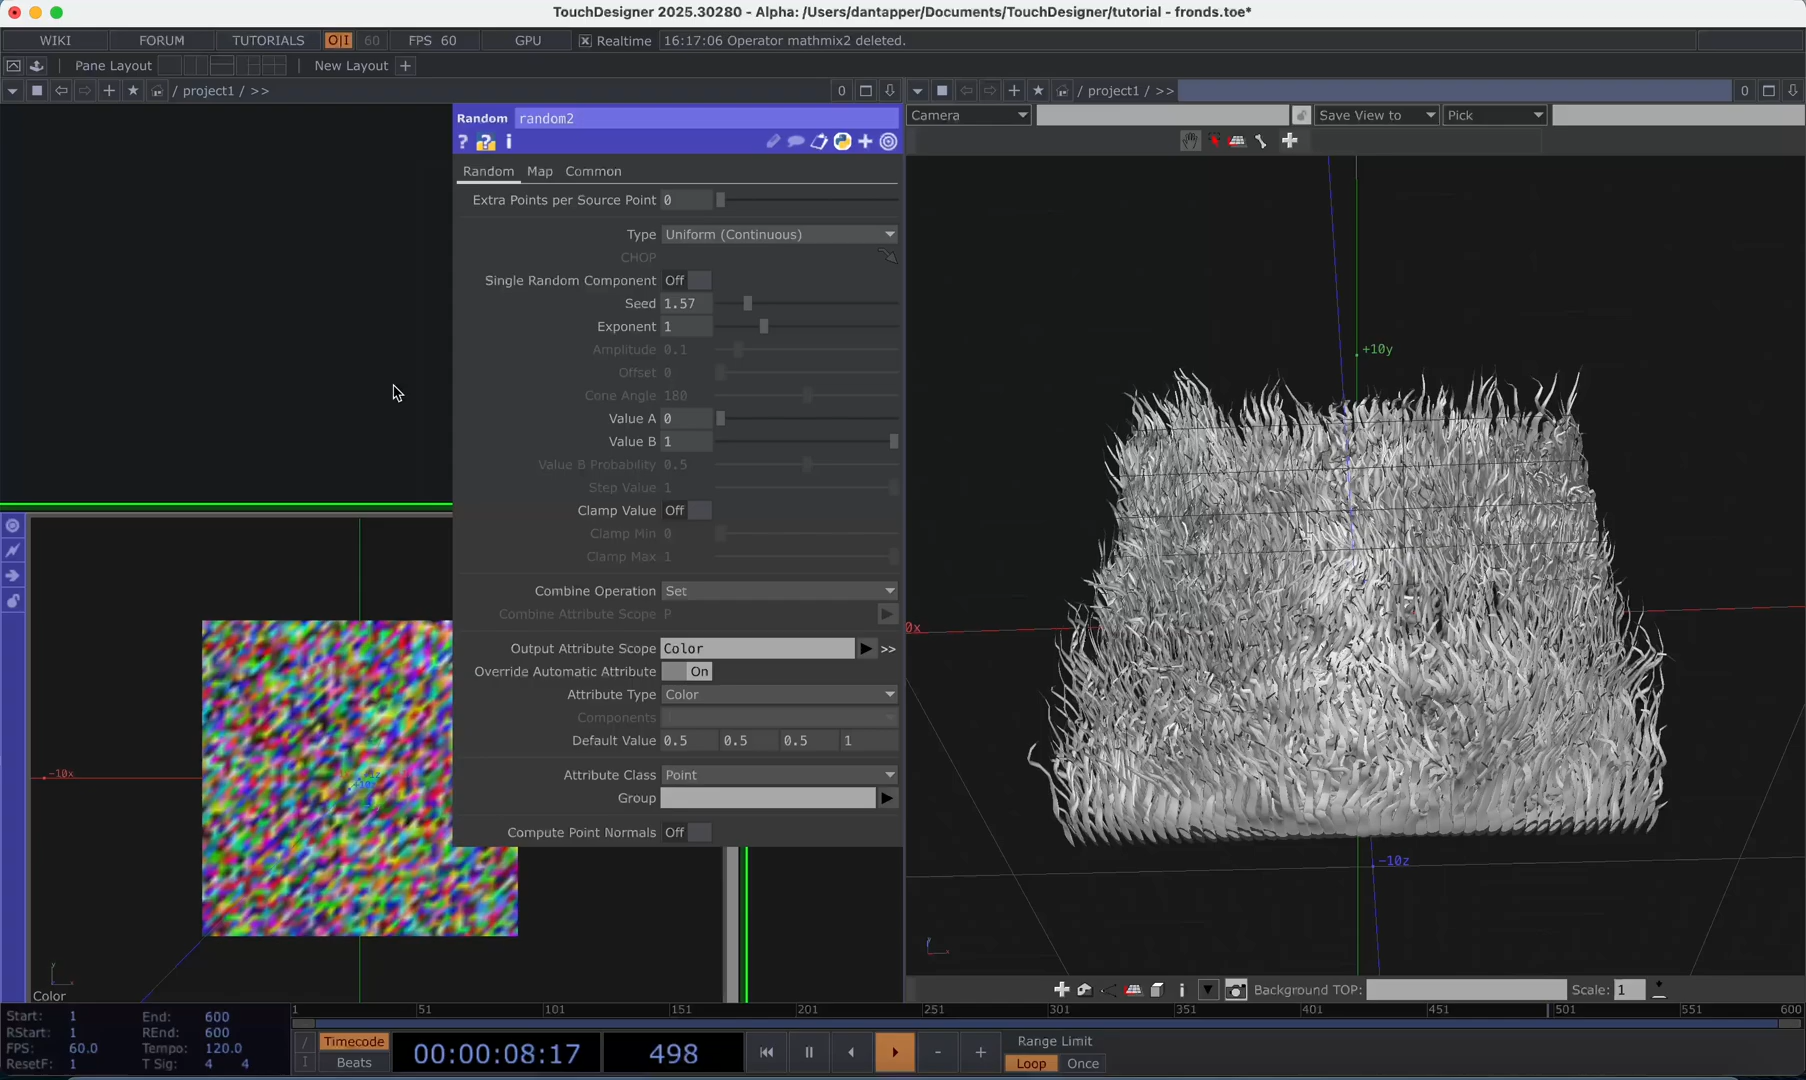 TouchDesigner 2025.30280 - Alpha: /Users/dantapper/Documents/TouchDesigner/tutorial - fronds.toe*
WIKI FORUM TUTORIALS O|I 60 FPS 60 GPU Realtime 16:17:06 Operator mathmix2 deleted.
Pane Layout New Layout +
/ project1 / >> 0
/ project1 / >> 0
Random random2
Camera Save View to Pick
? ? i
Random Map Common
Extra Points per Source Point 0
Type Uniform (Continuous)
CHOP
Single Random Component Off
Seed 1.57
Exponent 1
Amplitude 0.1
Offset 0
Cone Angle 180
Value A 0
Value B 1
Value B Probability 0.5
Step Value 1
Clamp Value Off
Clamp Min 0
Clamp Max 1
Combine Operation Set
Combine Attribute Scope P
Output Attribute Scope Color >>
Override Automatic Attribute On
Attribute Type Color
Components
Default Value 0.5 0.5 0.5 1
Attribute Class Point
Group
Compute Point Normals Off
+10y
0x
-10z
y
-10x
y
Color
i Background TOP: Scale: 1
1 51 101 151 201 251 301 351 401 451 501 551 600
Start: 1 End: 600
RStart: 1 REnd: 600
FPS: 60.0 Tempo: 120.0
ResetF: 1 T Sig: 4 4
/ Timecode
I Beats
00:00:08:17 498
- +
Range Limit
Loop Once